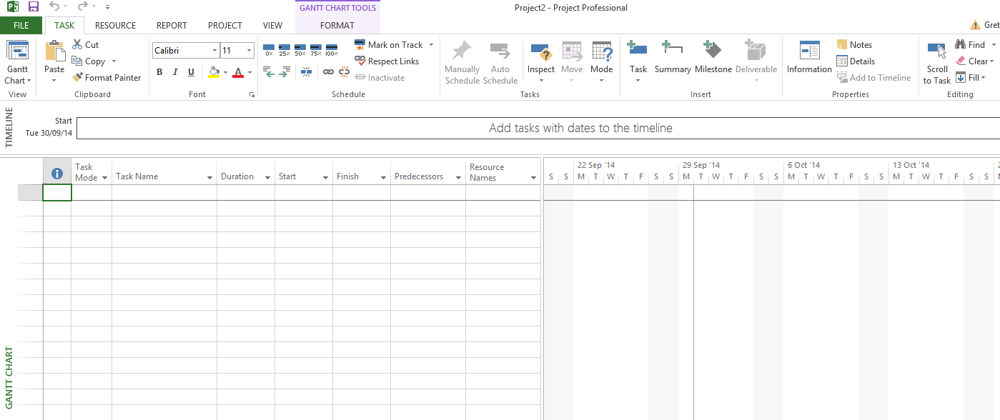 Project2 - Project Professional
GANTT CHART TOOLS
FILE TASK RESOURCE REPORT PROJECT VIEW FORMAT
Gantt Chart
View
Paste
Cut
Copy
Format Painter
Clipboard
Calibri 11
B I U A
Font
0% 25% 50% 75% 100%
Mark on Track
Respect Links
Inactivate
Schedule
Manually Schedule
Auto Schedule
Inspect
Move
Mode
Tasks
Task
Summary
Milestone
Deliverable
Insert
Information
Notes
Details
Add to Timeline
Properties
Scroll to Task
Find
Clear
Fill
Editing
TIMELINE
Start
Tue 30/09/14
Add tasks with dates to the timeline
GANTT CHART
Task Mode
Task Name
Duration
Start
Finish
Predecessors
Resource Names
22 Sep '14 29 Sep '14 6 Oct '14 13 Oct '14
S S M T W T F S S M T W T F S S M T W T F S S M T W T F S S